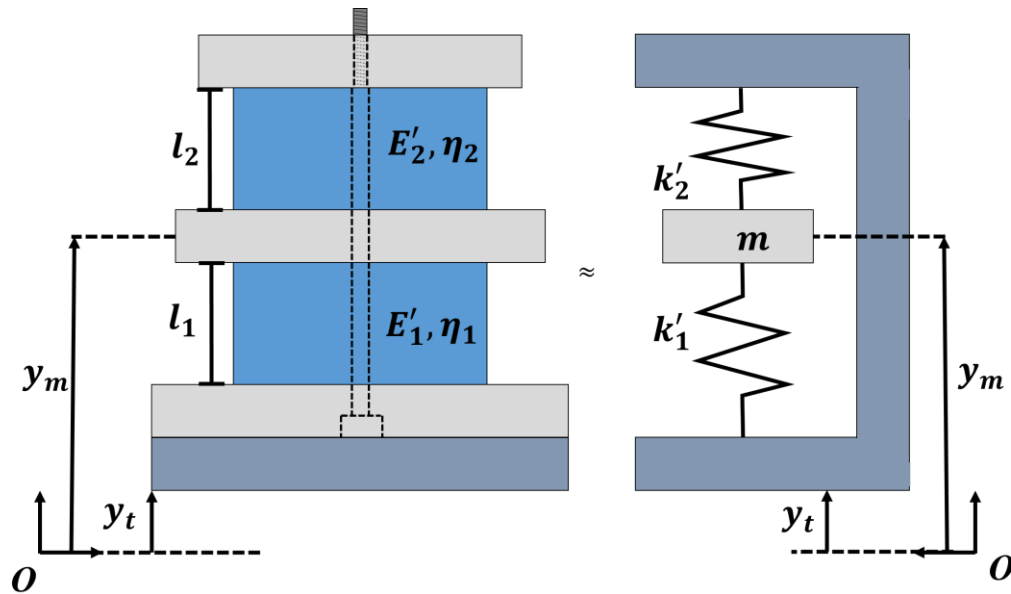 l₂
E′₂, η₂
k′₂
m
≈
l₁
E′₁, η₁
k′₁
yₘ
yₘ
yₜ
yₜ
O
O